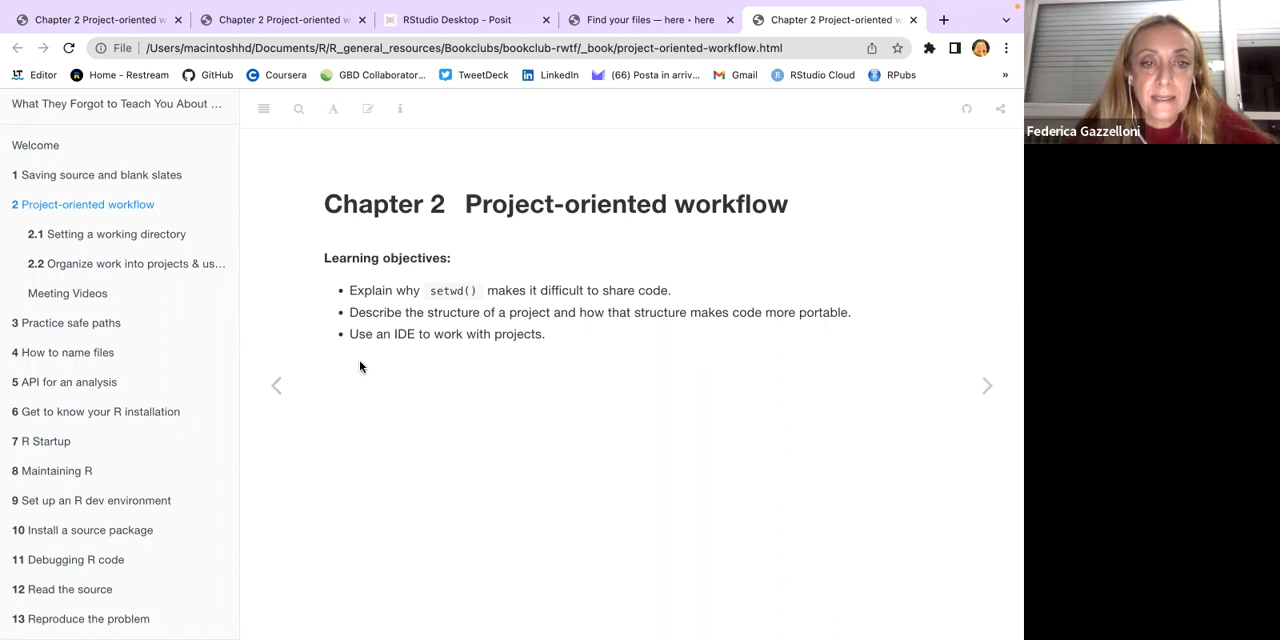 Chapter 2 Project-oriented w
Chapter 2 Project-oriented w
RStudio Desktop - Posit
Find your files — here • here
Chapter 2 Project-oriented w
File
/Users/macintoshhd/Documents/R/R_general_resources/Bookclubs/bookclub-rwtf/_book/project-oriented-workflow.html
Editor
Home - Restream
GitHub
Coursera
GBD Collaborator...
TweetDeck
LinkedIn
(66) Posta in arriv...
Gmail
RStudio Cloud
RPubs
»
What They Forgot to Teach You About ...
Welcome
1 Saving source and blank slates
2 Project-oriented workflow
2.1 Setting a working directory
2.2 Organize work into projects & us...
Meeting Videos
3 Practice safe paths
4 How to name files
5 API for an analysis
6 Get to know your R installation
7 R Startup
8 Maintaining R
9 Set up an R dev environment
10 Install a source package
11 Debugging R code
12 Read the source
13 Reproduce the problem
Chapter 2 Project-oriented workflow
Learning objectives:
• Explain why setwd() makes it difficult to share code.
• Describe the structure of a project and how that structure makes code more portable.
• Use an IDE to work with projects.
Federica Gazzelloni